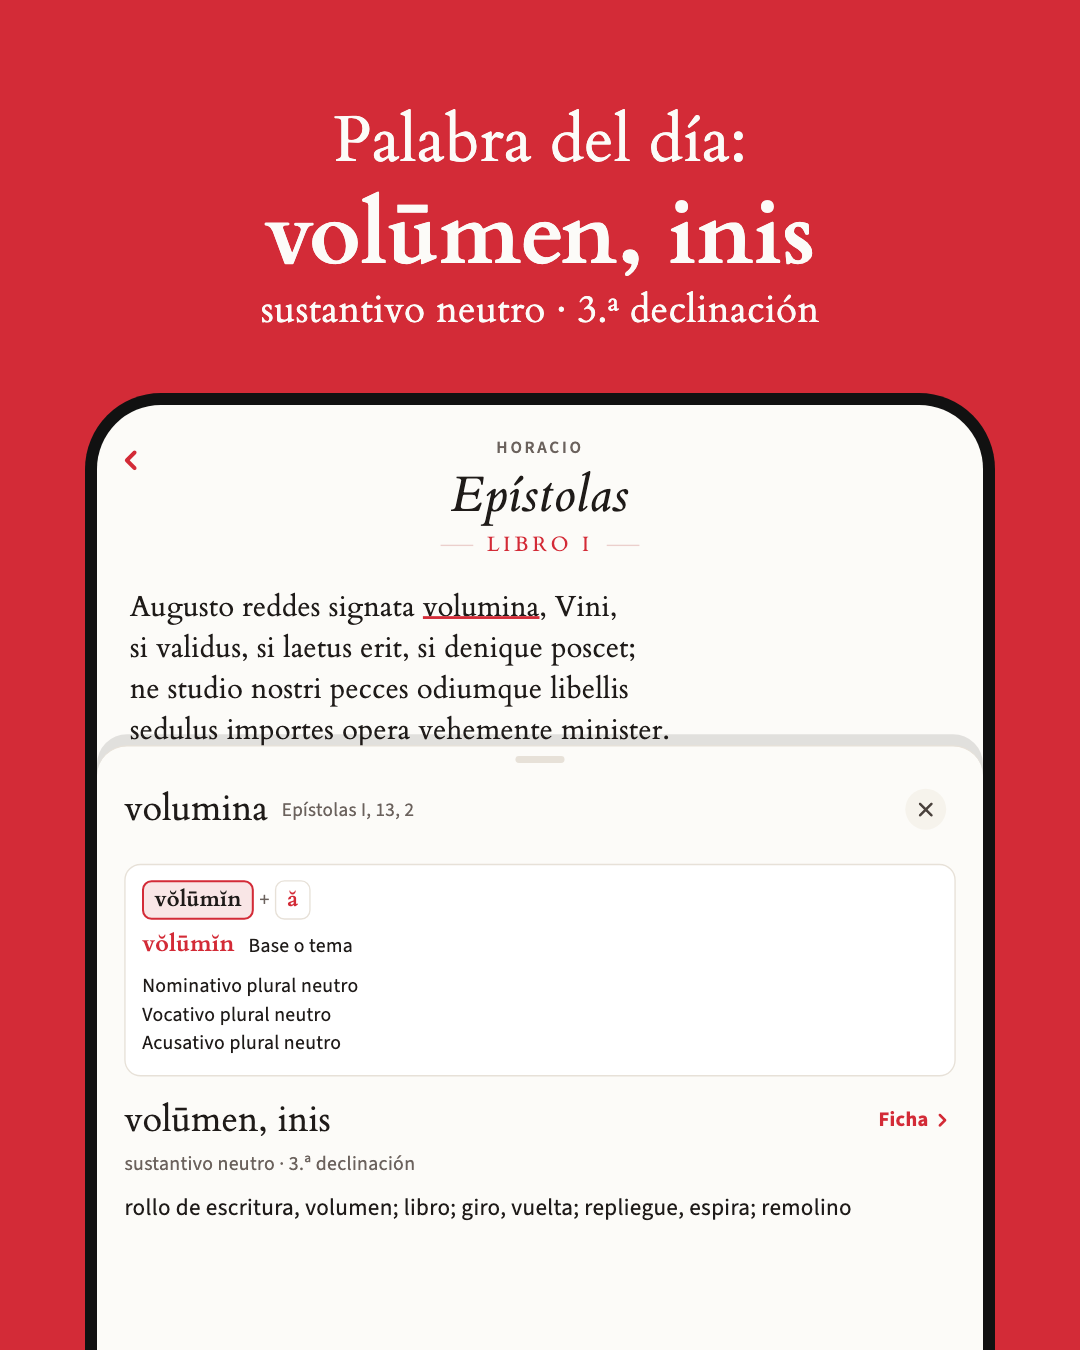 Palabra del día:
volūmen, inis
sustantivo neutro · 3.ª declinación
HORACIO
Epístolas
LIBRO I
Augusto reddes signata volumina, Vini,
si validus, si laetus erit, si denique poscet;
ne studio nostri pecces odiumque libellis
sedulus importes opera vehemente minister.
volumina Epístolas I, 13, 2
vŏlūmĭn + ă
vŏlūmĭn Base o tema
Nominativo plural neutro
Vocativo plural neutro
Acusativo plural neutro
volūmen, inis
Ficha
sustantivo neutro · 3.ª declinación
rollo de escritura, volumen; libro; giro, vuelta; repliegue, espira; remolino